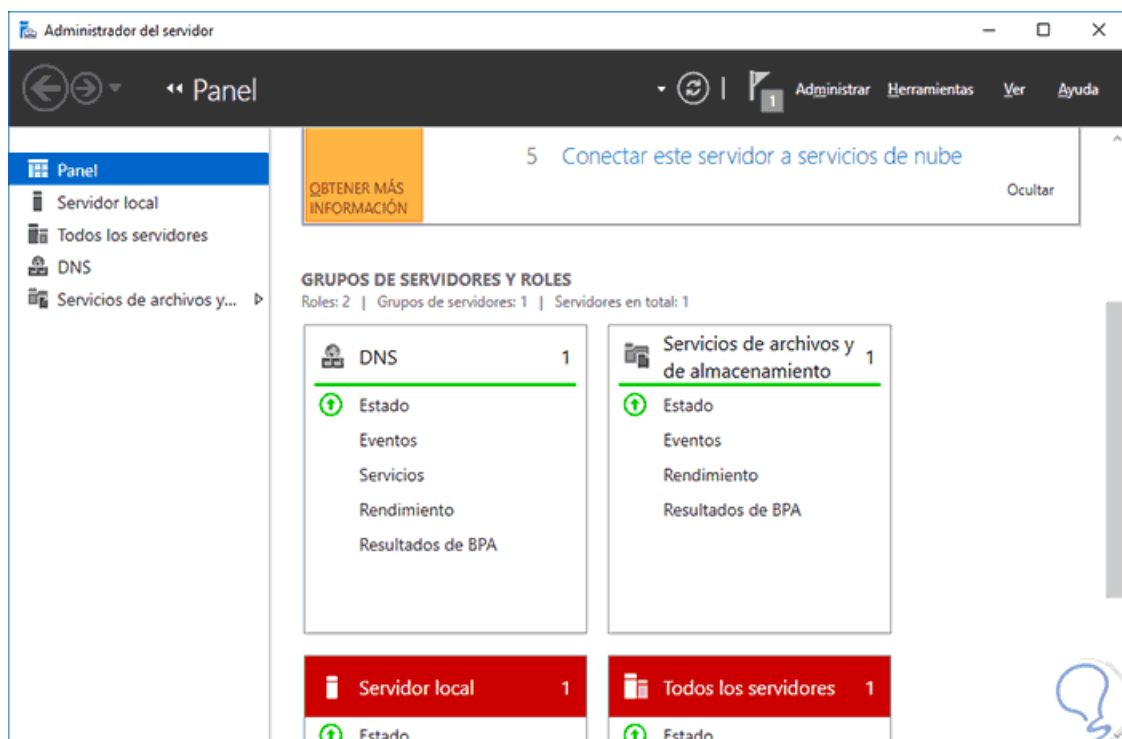 Administrador del servidor
Panel
1
Administrar Herramientas Ver Ayuda
Panel
Servidor local
Todos los servidores
DNS
Servicios de archivos y...
OBTENER MÁS
INFORMACIÓN
5 Conectar este servidor a servicios de nube
Ocultar
GRUPOS DE SERVIDORES Y ROLES
Roles: 2 | Grupos de servidores: 1 | Servidores en total: 1
DNS 1
Estado
Eventos
Servicios
Rendimiento
Resultados de BPA
Servicios de archivos y
de almacenamiento 1
Estado
Eventos
Rendimiento
Resultados de BPA
Servidor local 1
Estado
Todos los servidores 1
Estado